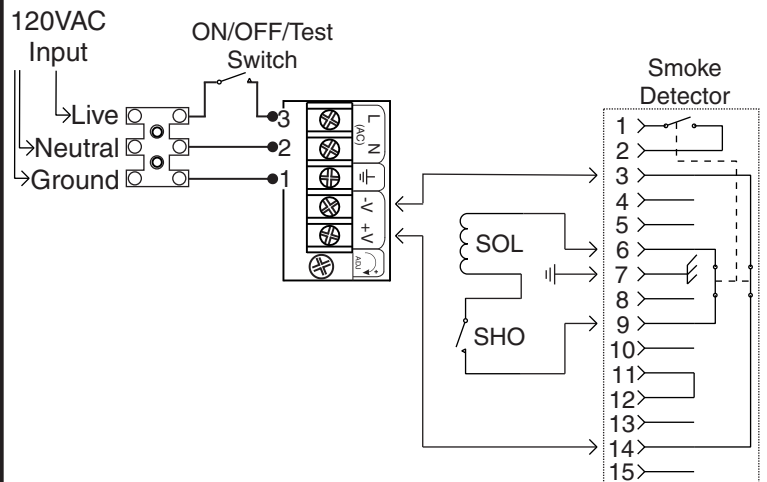 120VAC
Input
ON/OFF/Test
Switch
Live
Neutral
Ground
3
2
1
L
(AC)
N
-V
+V
ADJ
+
SOL
SHO
Smoke
Detector
1
2
3
4
5
6
7
8
9
10
11
12
13
14
15